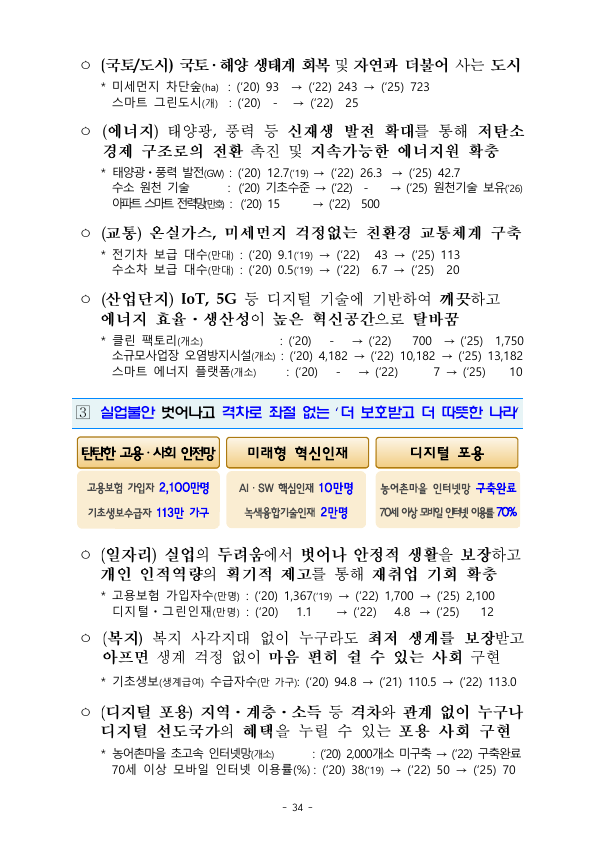 ○ (국토/도시) 국토·해양 생태계 회복 및 자연과 더불어 사는 도시
* 미세먼지 차단숲(ha) : (‘20) 93 → (‘22) 243 → (‘25) 723
스마트 그린도시(개) : (‘20) - → (‘22) 25
○ (에너지) 태양광, 풍력 등 신재생 발전 확대를 통해 저탄소
경제 구조로의 전환 촉진 및 지속가능한 에너지원 확충
* 태양광·풍력 발전(GW) : (‘20) 12.7(‘19) → (‘22) 26.3 → (‘25) 42.7
수소 원천 기술 : (‘20) 기초수준 → (‘22) - → (‘25) 원천기술 보유(‘26)
아파트 스마트 전력망(만호) : (‘20) 15 → (‘22) 500
○ (교통) 온실가스, 미세먼지 걱정없는 친환경 교통체계 구축
* 전기차 보급 대수(만대) : (‘20) 9.1(‘19) → (‘22) 43 → (‘25) 113
수소차 보급 대수(만대) : (‘20) 0.5(‘19) → (‘22) 6.7 → (‘25) 20
○ (산업단지) IoT, 5G 등 디지털 기술에 기반하여 깨끗하고
에너지 효율·생산성이 높은 혁신공간으로 탈바꿈
* 클린 팩토리(개소) : (‘20) - → (‘22) 700 → (‘25) 1,750
소규모사업장 오염방지시설(개소) : (‘20) 4,182 → (‘22) 10,182 → (‘25) 13,182
스마트 에너지 플랫폼(개소) : (‘20) - → (‘22) 7 → (‘25) 10
3 실업불안 벗어나고 격차로 좌절 없는 ‘더 보호받고 더 따뜻한 나라’
탄탄한 고용·사회 안전망 미래형 혁신인재 디지털 포용
고용보험 가입자 2,100만명 AI·SW 핵심인재 10만명 농어촌마을 인터넷망 구축완료
기초생보수급자 113만 가구 녹색융합기술인재 2만명 70세 이상 모바일 인터넷 이용률 70%
○ (일자리) 실업의 두려움에서 벗어나 안정적 생활을 보장하고
개인 인적역량의 획기적 제고를 통해 재취업 기회 확충
* 고용보험 가입자수(만명) : (‘20) 1,367(‘19) → (‘22) 1,700 → (‘25) 2,100
디지털·그린인재(만명) : (‘20) 1.1 → (‘22) 4.8 → (‘25) 12
○ (복지) 복지 사각지대 없이 누구라도 최저 생계를 보장받고
아프면 생계 걱정 없이 마음 편히 쉴 수 있는 사회 구현
* 기초생보(생계급여) 수급자수(만 가구): (‘20) 94.8 → (‘21) 110.5 → (‘22) 113.0
○ (디지털 포용) 지역·계층·소득 등 격차와 관계 없이 누구나
디지털 선도국가의 혜택을 누릴 수 있는 포용 사회 구현
* 농어촌마을 초고속 인터넷망(개소) : (‘20) 2,000개소 미구축 → (‘22) 구축완료
70세 이상 모바일 인터넷 이용률(%) : (‘20) 38(‘19) → (‘22) 50 → (‘25) 70
- 34 -